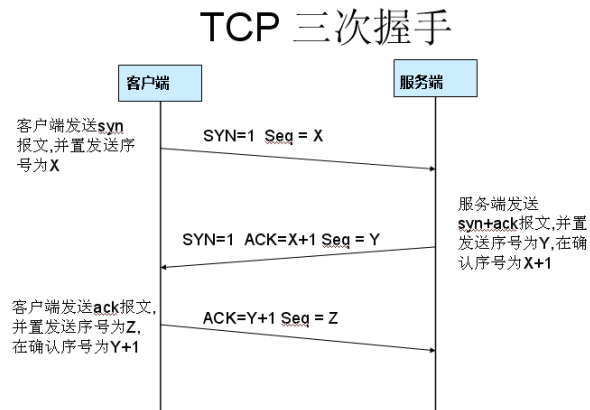 TCP 三次握手
客户端
服务端
客户端发送syn
报文,并置发送序
号为X
SYN=1 Seq = X
服务端发送
syn+ack报文,并置
发送序号为Y,在确
认序号为X+1
SYN=1 ACK=X+1 Seq = Y
客户端发送ack报文,
并置发送序号为Z,
在确认序号为Y+1
ACK=Y+1 Seq = Z